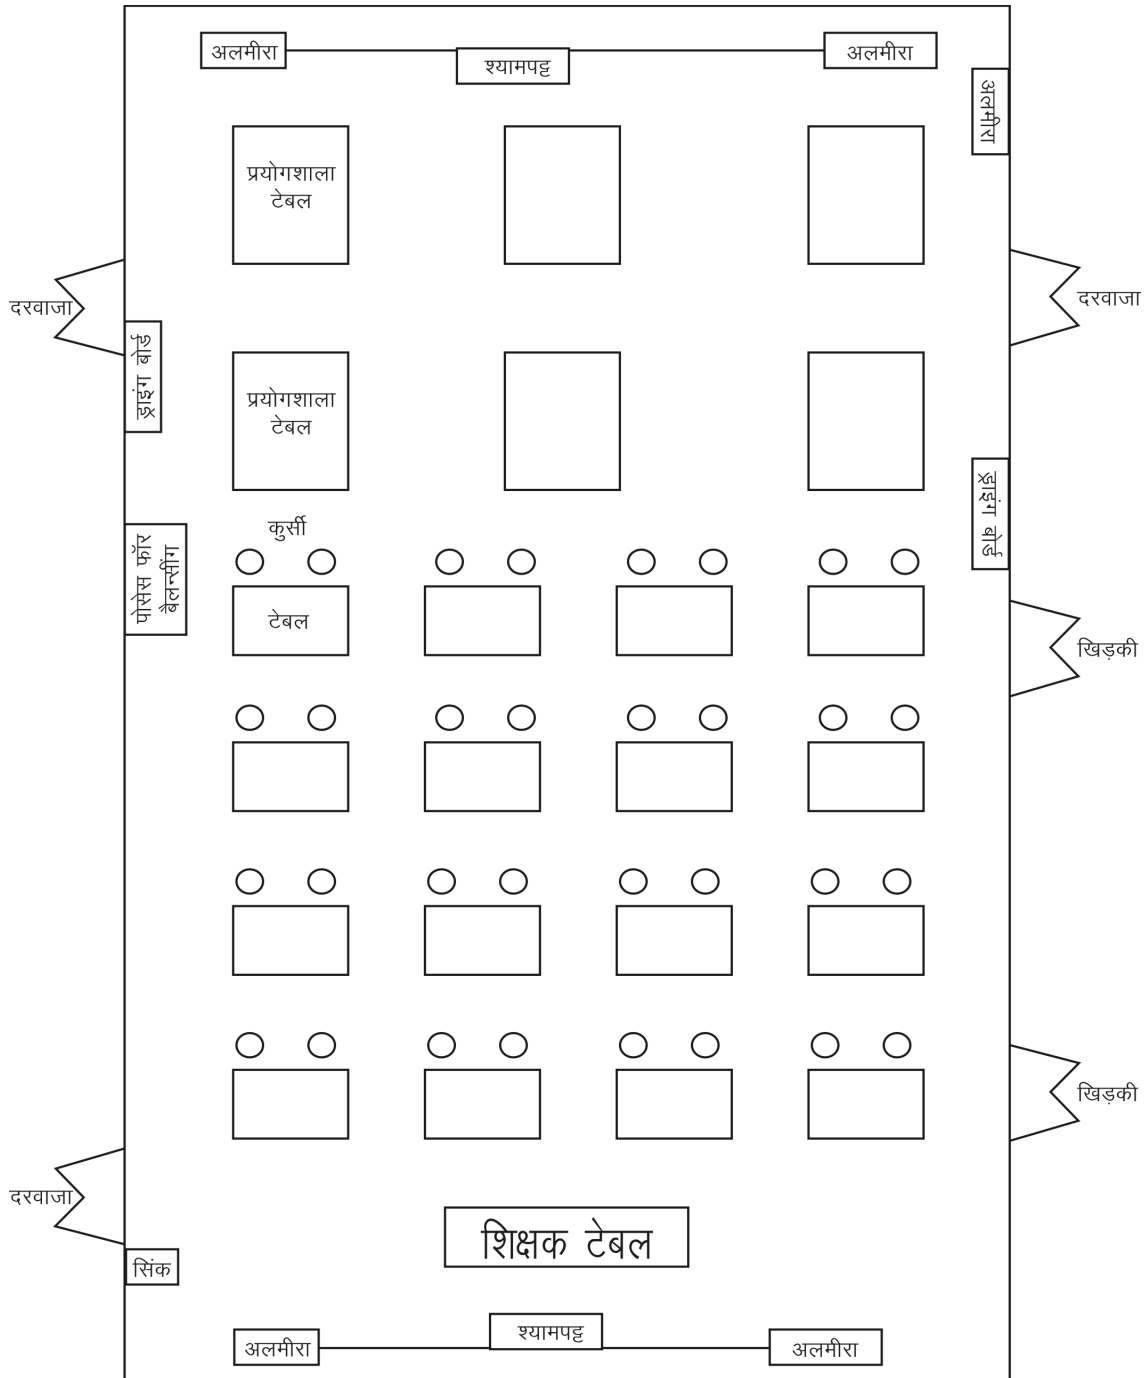 अलमीरा
श्यामपट्ट
अलमीरा
अलमीरा
प्रयोगशाला
टेबल
दरवाजा
दरवाजा
ड्राइंग बोर्ड
प्रयोगशाला
टेबल
ड्राइंग बोर्ड
कुर्सी
पोसेस फॉर
बैलन्सींग
टेबल
खिड़की
खिड़की
दरवाजा
शिक्षक टेबल
सिंक
श्यामपट्ट
अलमीरा
अलमीरा